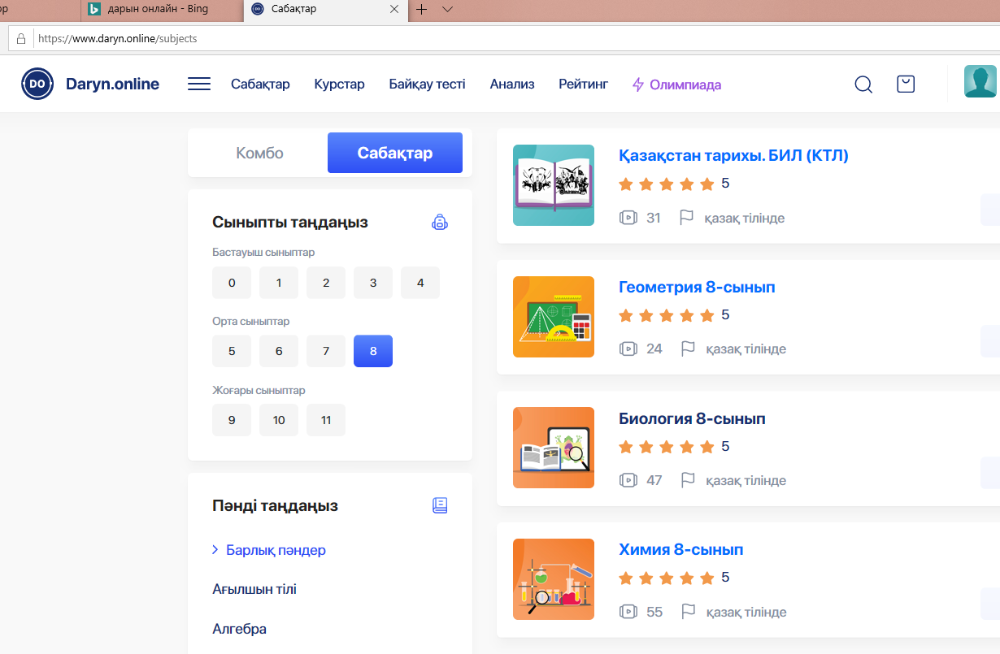 ор
дарын онлайн - Bing
Сабақтар
https://www.daryn.online/subjects
DO
Daryn.online
Сабақтар
Курстар
Байқау тесті
Анализ
Рейтинг
Олимпиада
Комбо
Сабақтар
Сыныпты таңдаңыз
Бастауыш сыныптар
0 1 2 3 4
Орта сыныптар
5 6 7 8
Жоғары сыныптар
9 10 11
Пәнді таңдаңыз
Барлық пәндер
Ағылшын тілі
Алгебра
Қазақстан тарихы. БИЛ (КТЛ)
5
31 қазақ тілінде
Геометрия 8-сынып
5
24 қазақ тілінде
Биология 8-сынып
5
47 қазақ тілінде
Химия 8-сынып
5
55 қазақ тілінде